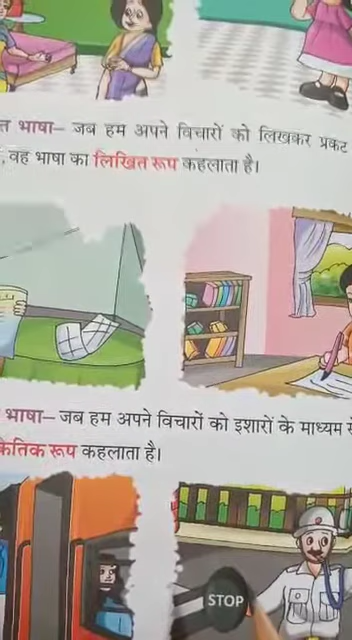 त भाषा– जब हम अपने विचारों को लिखकर प्रकट
, वह भाषा का लिखित रूप कहलाता है।
भाषा– जब हम अपने विचारों को इशारों के माध्यम से
केतिक रूप कहलाता है।
STOP